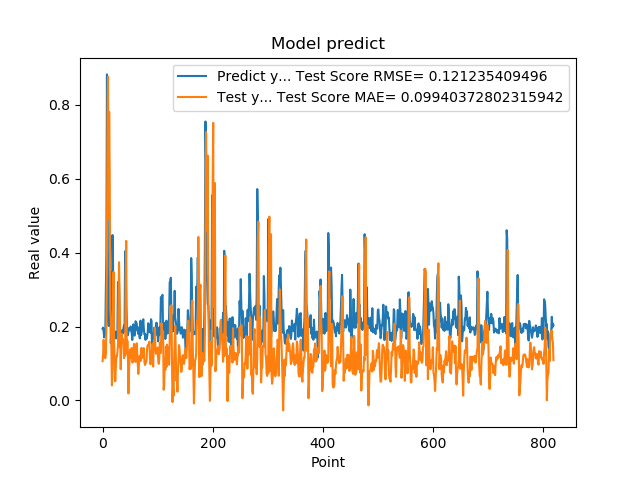 Model predict
Predict y... Test Score RMSE= 0.121235409496
Test y... Test Score MAE= 0.09940372802315942
Real value
0.8
0.6
0.4
0.2
0.0
0 200 400 600 800
Point